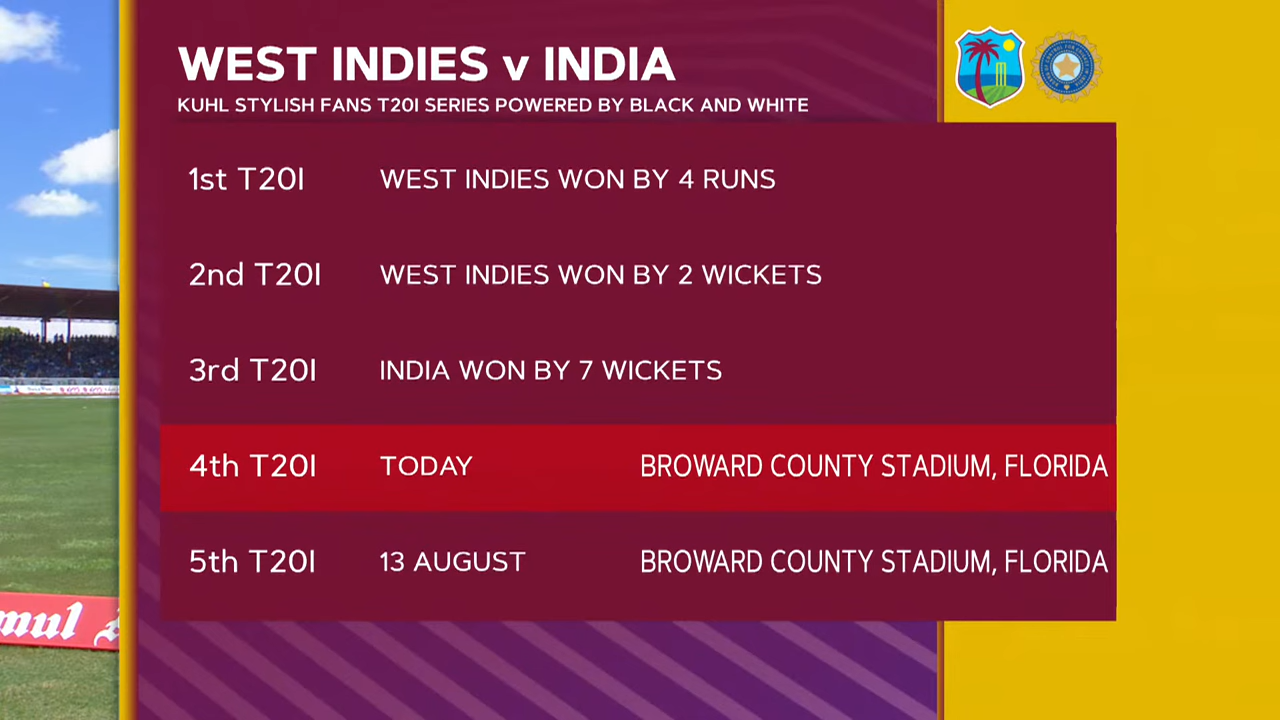 WEST INDIES v INDIA
KUHL STYLISH FANS T20I SERIES POWERED BY BLACK AND WHITE
1st T20I WEST INDIES WON BY 4 RUNS
2nd T20I WEST INDIES WON BY 2 WICKETS
3rd T20I INDIA WON BY 7 WICKETS
4th T20I TODAY BROWARD COUNTY STADIUM, FLORIDA
5th T20I 13 AUGUST BROWARD COUNTY STADIUM, FLORIDA